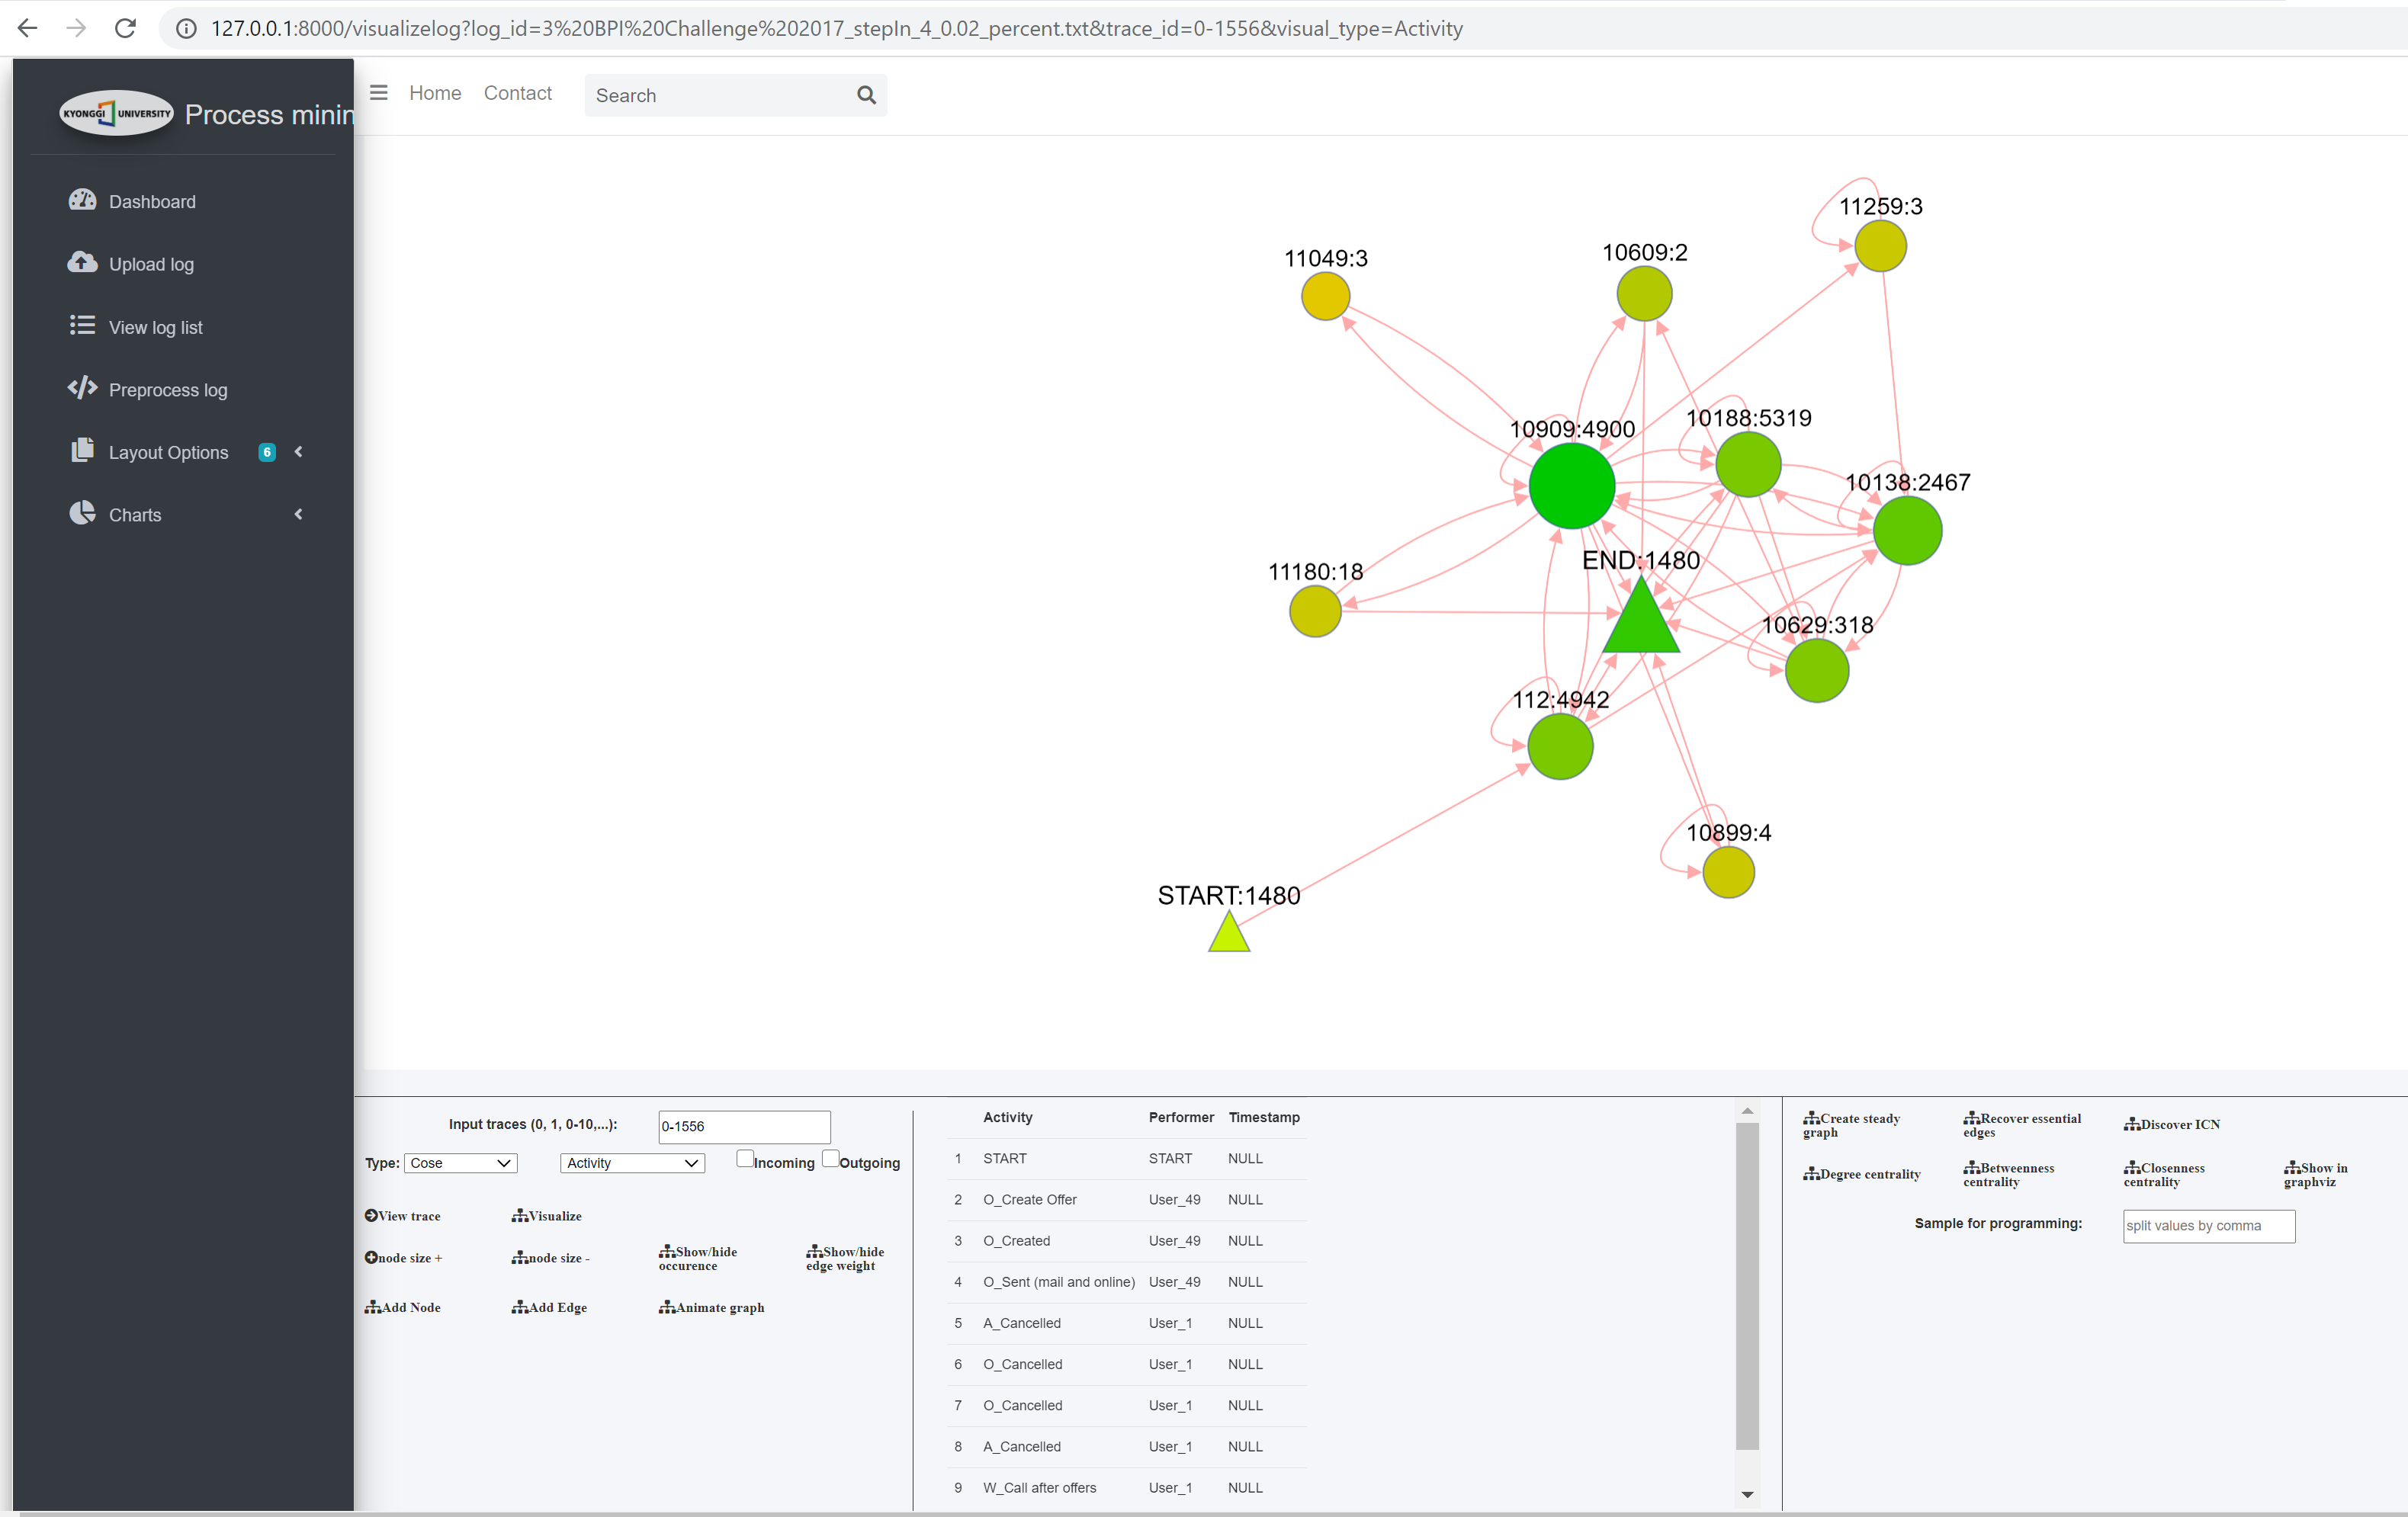 127.0.0.1:8000/visualizelog?log_id=3%20BPI%20Challenge%202017_stepIn_4_0.02_percent.txt&trace_id=0-1556&visual_type=Activity
KYONGGI UNIVERSITY
Process minin
Home
Contact
Search
Dashboard
Upload log
View log list
Preprocess log
Layout Options 6
Charts
11259:3
11049:3
10609:2
10909:4900
10188:5319
10138:2467
END:1480
11180:18
10629:318
112:4942
10899:4
START:1480
Input traces (0, 1, 0-10,...):
0-1556
Type: Cose
Activity
Incoming
Outgoing
View trace
Visualize
node size +
node size -
Show/hide
occurence
Show/hide
edge weight
Add Node
Add Edge
Animate graph
Activity Performer Timestamp
1 START START NULL
2 O_Create Offer User_49 NULL
3 O_Created User_49 NULL
4 O_Sent (mail and online) User_49 NULL
5 A_Cancelled User_1 NULL
6 O_Cancelled User_1 NULL
7 O_Cancelled User_1 NULL
8 A_Cancelled User_1 NULL
9 W_Call after offers User_1 NULL
Create steady
graph
Recover essential
edges
Discover ICN
Degree centrality
Betweenness
centrality
Closenness
centrality
Show in
graphviz
Sample for programming:
split values by comma